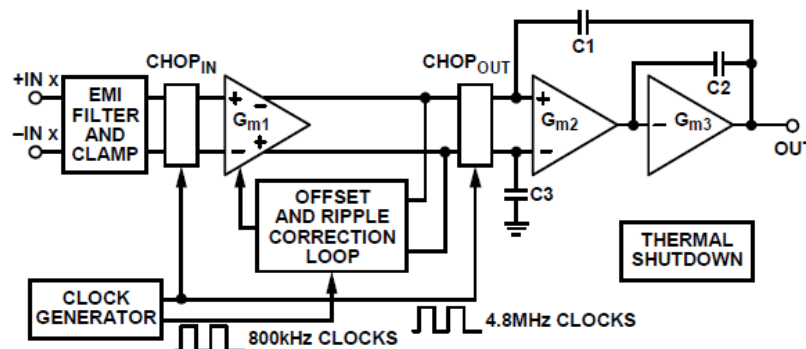 +IN x
–IN x
EMI
FILTER
AND
CLAMP
CHOPIN
+
–
Gm1
–
+
CHOPOUT
C1
C2
+
Gm2
–
–
Gm3
OUT
C3
OFFSET
AND RIPPLE
CORRECTION
LOOP
THERMAL
SHUTDOWN
CLOCK
GENERATOR
800kHz CLOCKS
4.8MHz CLOCKS